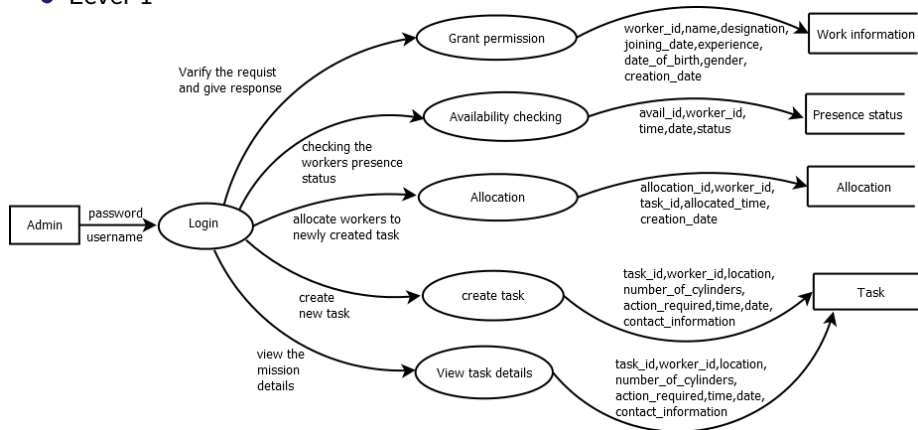 Level 1
Grant permission
worker_id,name,designation,
joining_date,experience,
date_of_birth,gender,
creation_date
Work information
Varify the requist
and give response
Availability checking
avail_id,worker_id,
time,date,status
Presence status
checking the
workers presence
status
Allocation
allocation_id,worker_id,
task_id,allocated_time,
creation_date
Allocation
Admin
password
username
Login
allocate workers to
newly created task
create
new task
create task
task_id,worker_id,location,
number_of_cylinders,
action_required,time,date,
contact_information
Task
view the
mission
details
View task details
task_id,worker_id,location,
number_of_cylinders,
action_required,time,date,
contact_information